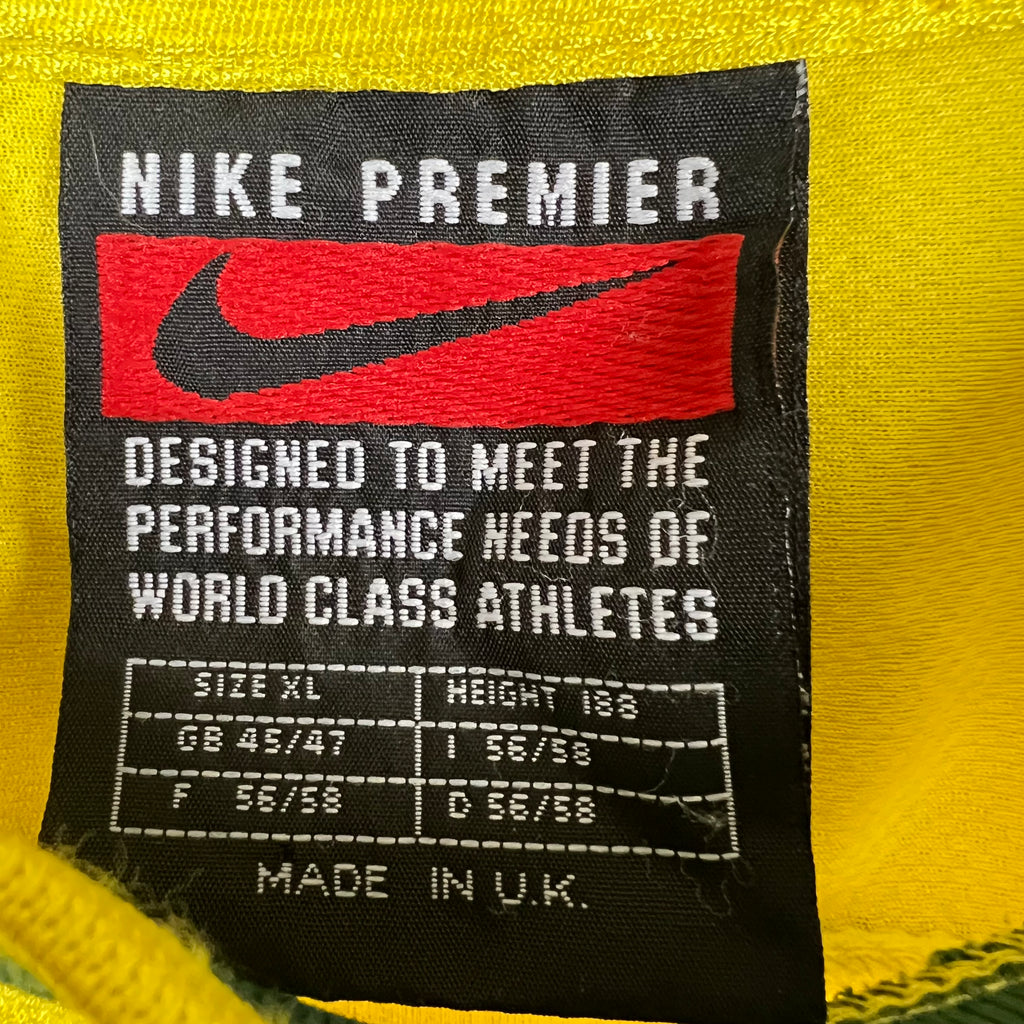 NIKE PREMIER
DESIGNED TO MEET THE
PERFORMANCE NEEDS OF
WORLD CLASS ATHLETES
SIZE XL HEIGHT 188
GB 45/47 I 56/58
F 56/58 D 56/58
MADE IN U.K.